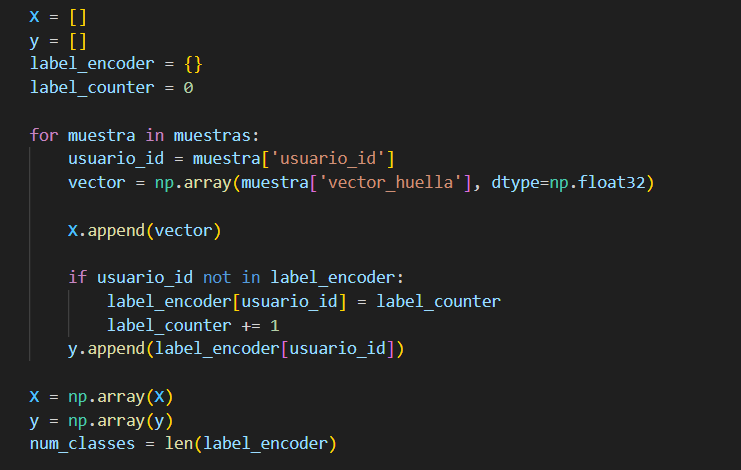 X = []
y = []
label_encoder = {}
label_counter = 0
for muestra in muestras:
    usuario_id = muestra['usuario_id']
    vector = np.array(muestra['vector_huella'], dtype=np.float32)
    X.append(vector)
    if usuario_id not in label_encoder:
        label_encoder[usuario_id] = label_counter
        label_counter += 1
    y.append(label_encoder[usuario_id])
X = np.array(X)
y = np.array(y)
num_classes = len(label_encoder)